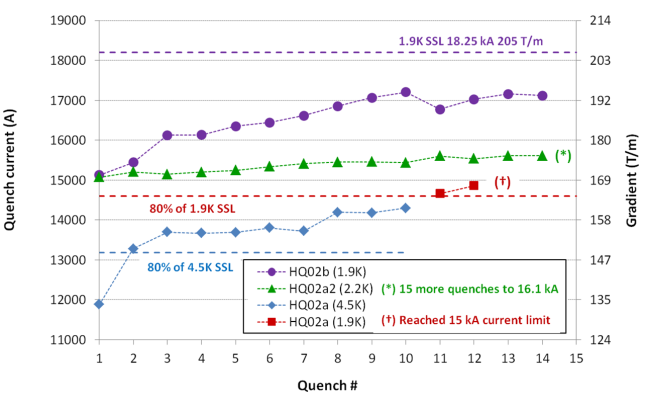 19000
18000
17000
16000
15000
14000
13000
12000
11000
Quench current (A)
214
203
192
180
169
158
147
135
124
Gradient (T/m)
1.9K SSL 18.25 kA 205 T/m
(*)
(†)
80% of 1.9K SSL
80% of 4.5K SSL
HQ02b (1.9K)
HQ02a2 (2.2K) (*) 15 more quenches to 16.1 kA
HQ02a (4.5K)
HQ02a (1.9K) (†) Reached 15 kA current limit
1 2 3 4 5 6 7 8 9 10 11 12 13 14 15
Quench #